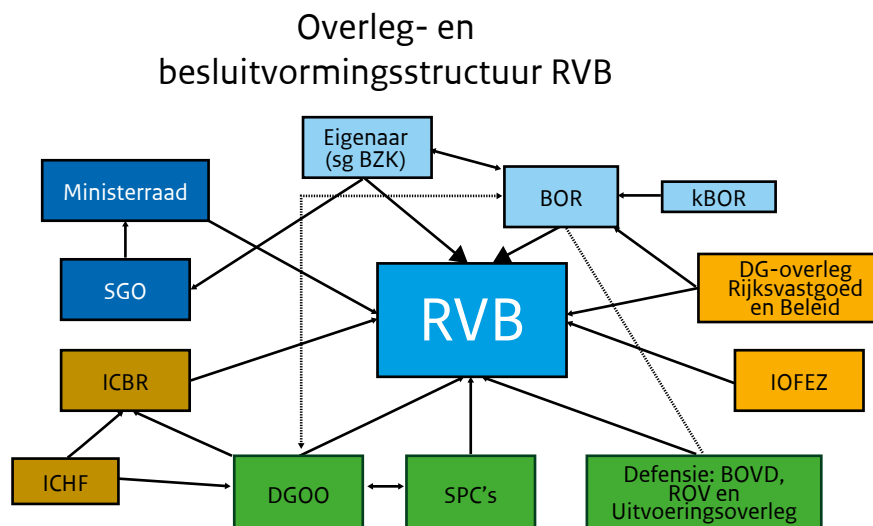 Overleg- en
besluitvormingsstructuur RVB
Eigenaar
(sg BZK)
Ministerraad
BOR
kBOR
SGO
RVB
DG-overleg
Rijksvastgoed
en Beleid
ICBR
IOFEZ
ICHF
DGOO
SPC's
Defensie: BOVD,
ROV en
Uitvoeringsoverleg